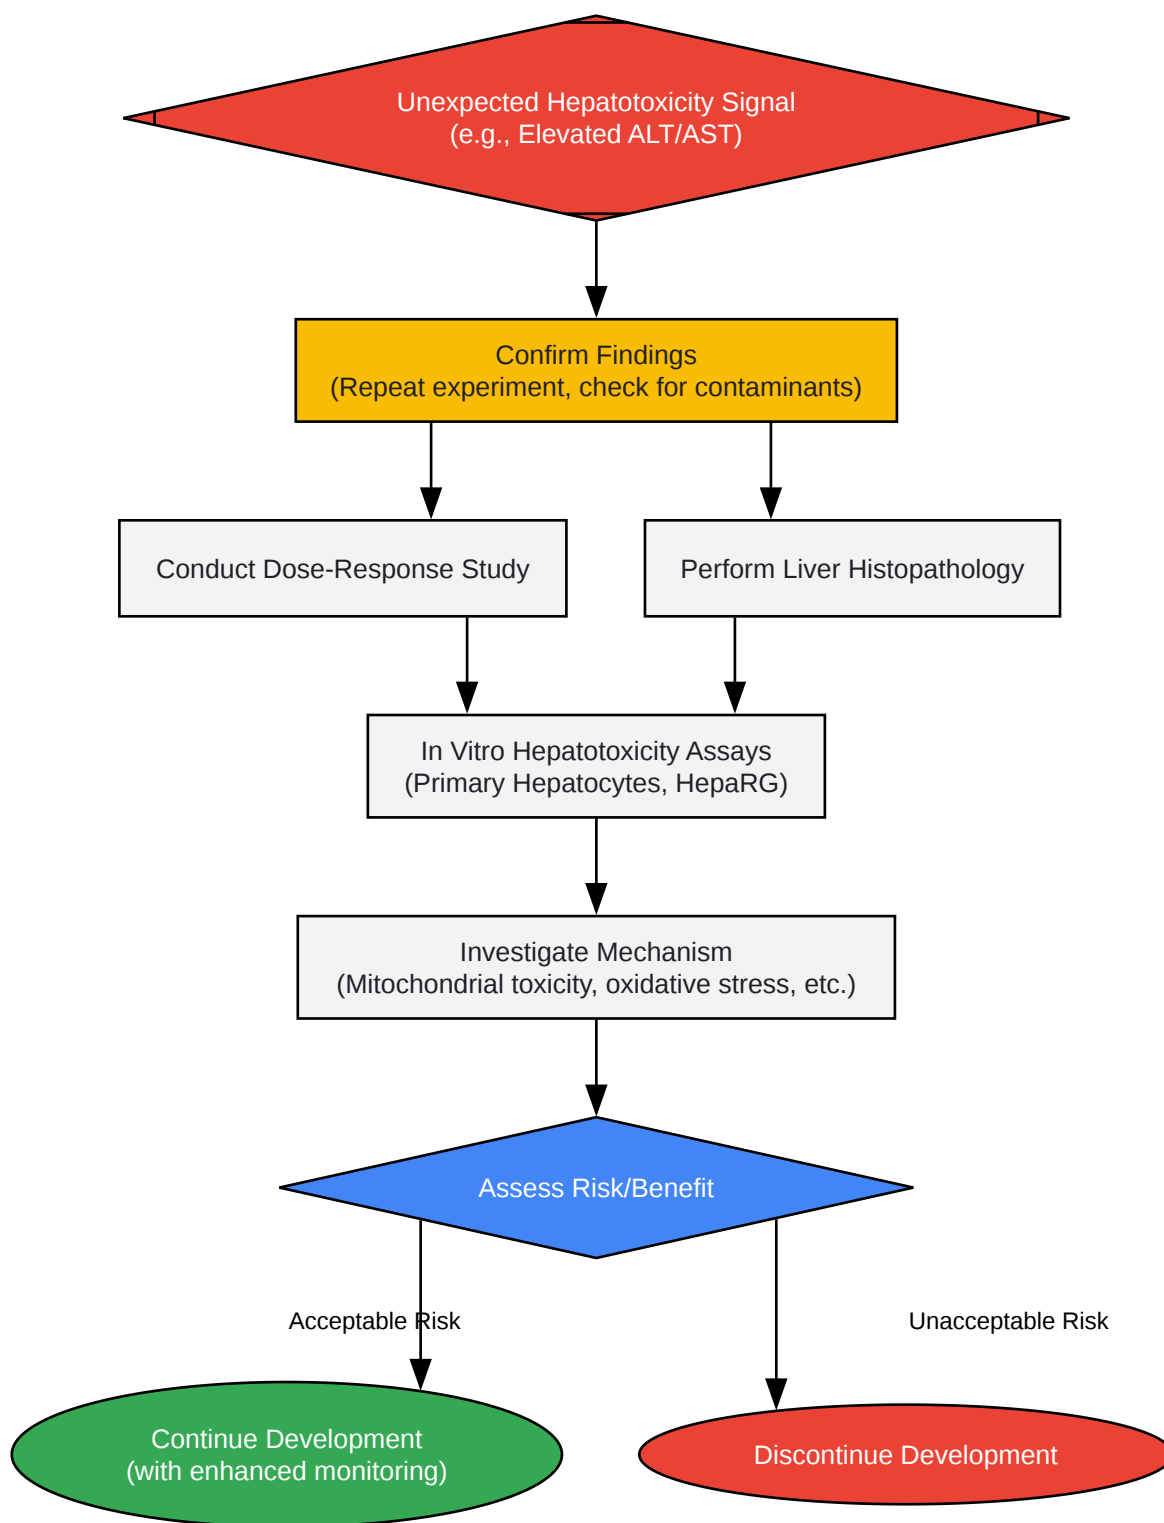 Unexpected Hepatotoxicity Signal
(e.g., Elevated ALT/AST)
Confirm Findings
(Repeat experiment, check for contaminants)
Conduct Dose-Response Study
Perform Liver Histopathology
In Vitro Hepatotoxicity Assays
(Primary Hepatocytes, HepaRG)
Investigate Mechanism
(Mitochondrial toxicity, oxidative stress, etc.)
Assess Risk/Benefit
Acceptable Risk
Unacceptable Risk
Continue Development
(with enhanced monitoring)
Discontinue Development